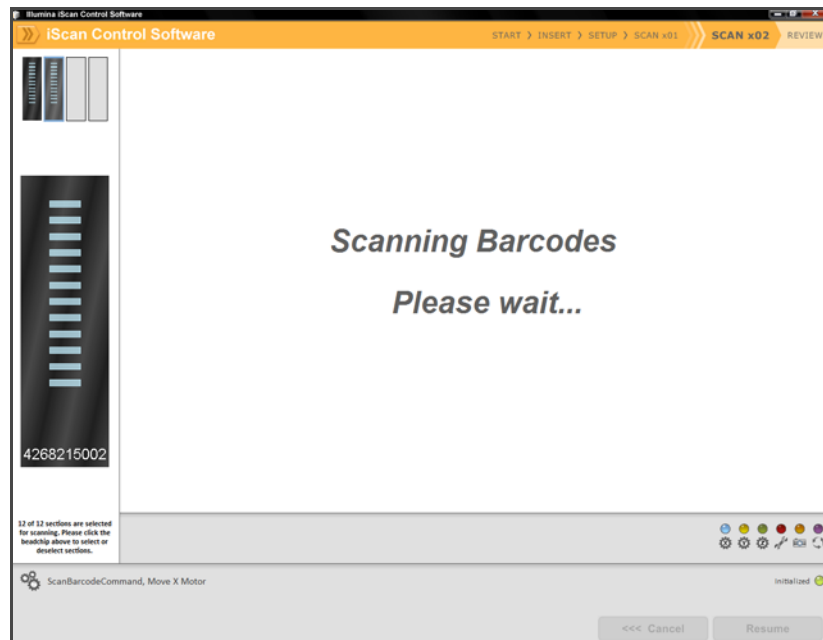 Illumina iScan Control Software
iScan Control Software
START > INSERT > SETUP > SCAN x01
SCAN x02
REVIEW
Scanning Barcodes
Please wait...
4268215002
12 of 12 sections are selected
for scanning. Please click the
beadchip above to select or
deselect sections.
X Y Z
ScanBarcodeCommand, Move X Motor
Initialized
<<< Cancel
Resume